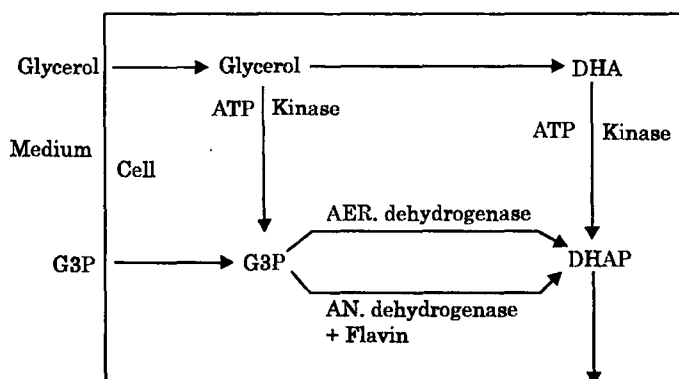 Glycerol Glycerol DHA
ATP Kinase
ATP Kinase
Medium
Cell
AER. dehydrogenase
G3P G3P DHAP
AN. dehydrogenase
+ Flavin